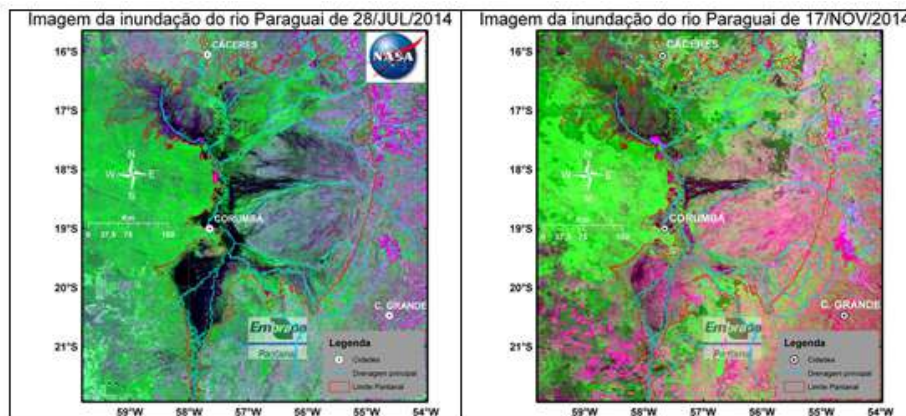 Imagem da inundação do rio Paraguai de 28/JUL/2014
16°S
17°S
18°S
19°S
20°S
21°S
CÁCERES
NASA
N
W E
S
Km
CORUMBÁ
C. GRANDE
Embrapa
Pantanal
Legenda
Cidades
Drenagem principal
Limite Pantanal
59°W 58°W 57°W 56°W 55°W 54°W
Imagem da inundação do rio Paraguai de 17/NOV/2014
16°S
17°S
18°S
19°S
20°S
21°S
CÁCERES
N
W E
S
Km
CORUMBÁ
C. GRANDE
Embrapa
Pantanal
Legenda
Cidades
Drenagem principal
Limite Pantanal
59°W 58°W 57°W 56°W 55°W 54°W